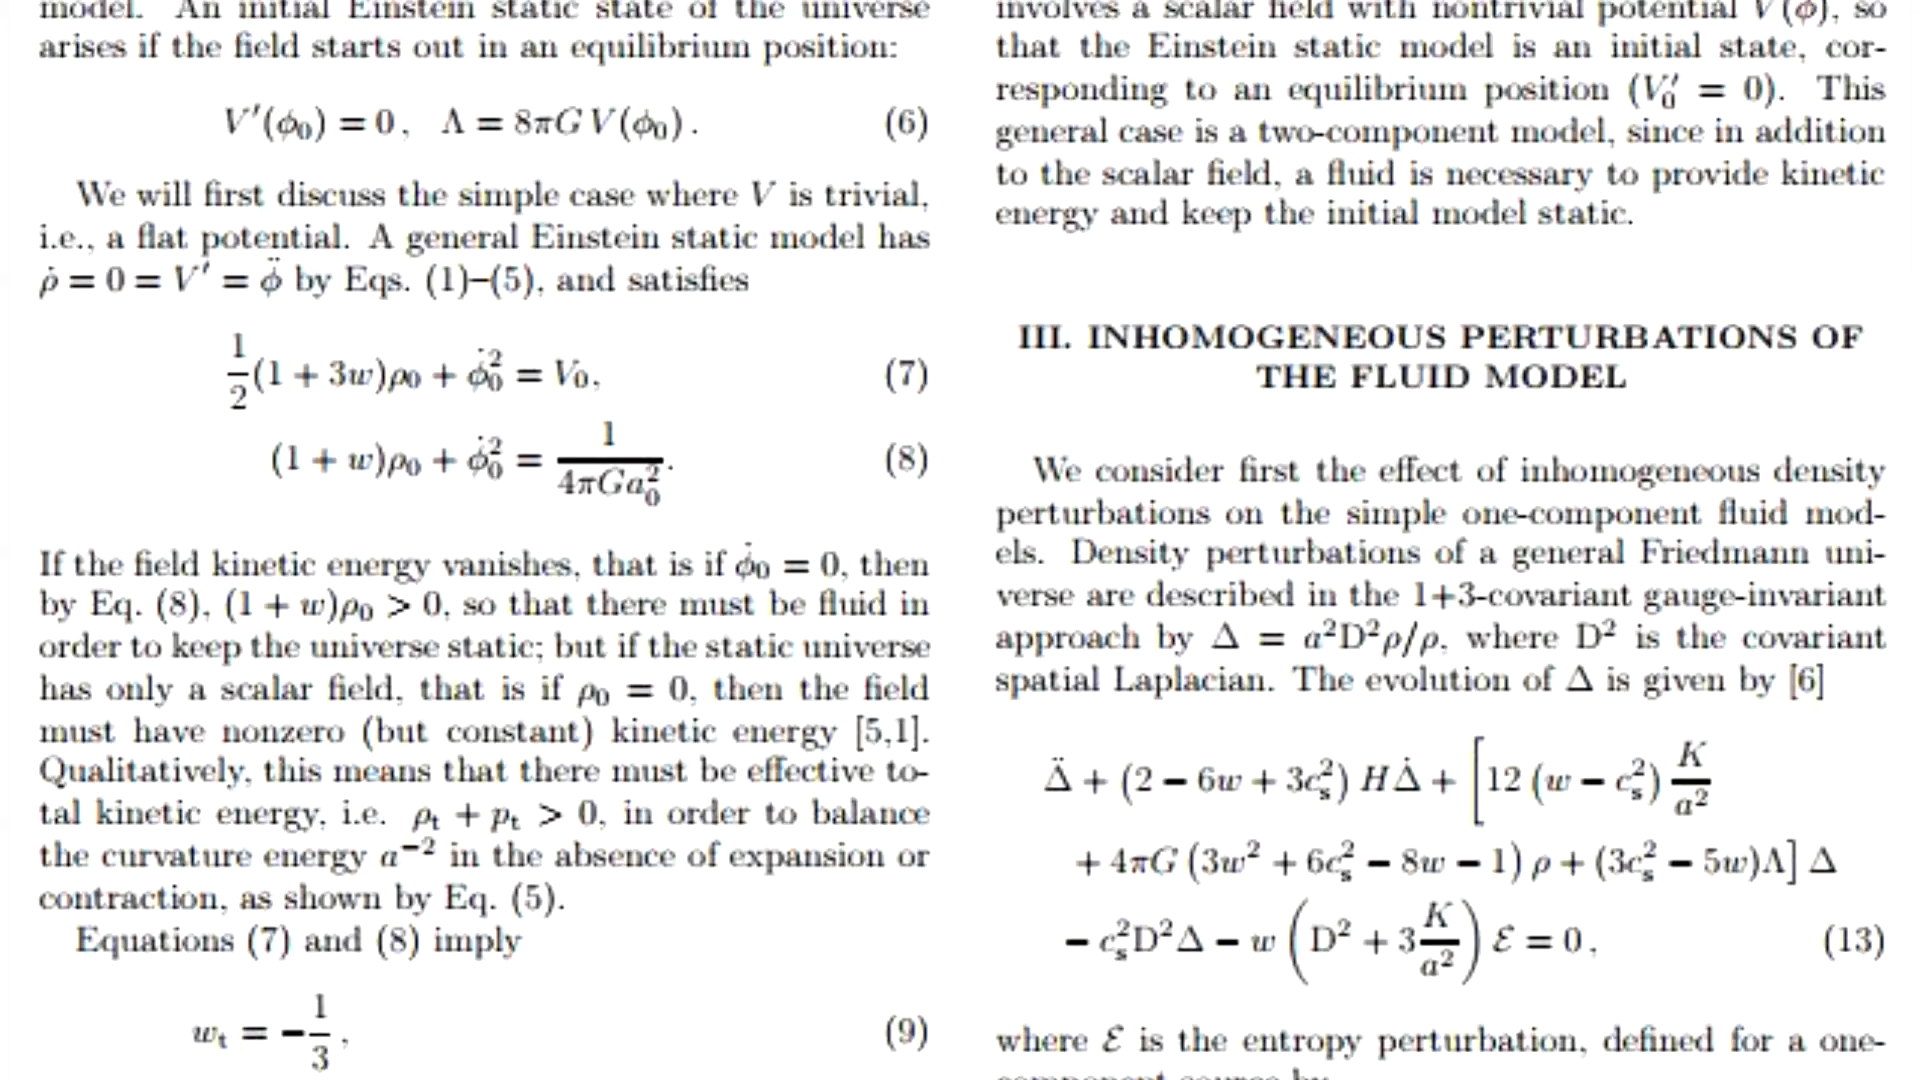 model. An initial Einstein static state of the universe
arises if the field starts out in an equilibrium position:
V′(ϕ₀) = 0 , Λ = 8πG V(ϕ₀) . (6)
We will first discuss the simple case where V is trivial,
i.e., a flat potential. A general Einstein static model has
ρ̇ = 0 = V′ = ϕ̈ by Eqs. (1)–(5), and satisfies
1/2 (1 + 3w)ρ₀ + ϕ̇₀² = V₀, (7)
(1 + w)ρ₀ + ϕ̇₀² = 1/(4πGa₀²). (8)
If the field kinetic energy vanishes, that is if ϕ̇₀ = 0, then
by Eq. (8), (1 + w)ρ₀ > 0, so that there must be fluid in
order to keep the universe static; but if the static universe
has only a scalar field, that is if ρ₀ = 0, then the field
must have nonzero (but constant) kinetic energy [5,1].
Qualitatively, this means that there must be effective to-
tal kinetic energy, i.e. ρₜ + pₜ > 0, in order to balance
the curvature energy a⁻² in the absence of expansion or
contraction, as shown by Eq. (5).
Equations (7) and (8) imply
wₜ = −1/3 , (9)
involves a scalar field with nontrivial potential V(ϕ), so
that the Einstein static model is an initial state, cor-
responding to an equilibrium position (V₀′ = 0). This
general case is a two-component model, since in addition
to the scalar field, a fluid is necessary to provide kinetic
energy and keep the initial model static.
III. INHOMOGENEOUS PERTURBATIONS OF
THE FLUID MODEL
We consider first the effect of inhomogeneous density
perturbations on the simple one-component fluid mod-
els. Density perturbations of a general Friedmann uni-
verse are described in the 1+3-covariant gauge-invariant
approach by Δ = a²D²ρ/ρ, where D² is the covariant
spatial Laplacian. The evolution of Δ is given by [6]
Δ̈ + (2 − 6w + 3cₛ²) HΔ̇ + [12 (w − cₛ²) K/a²
+ 4πG (3w² + 6cₛ² − 8w − 1) ρ + (3cₛ² − 5w)Λ] Δ
− cₛ²D²Δ − w (D² + 3 K/a²) ℰ = 0 , (13)
where ℰ is the entropy perturbation, defined for a one-
component source by